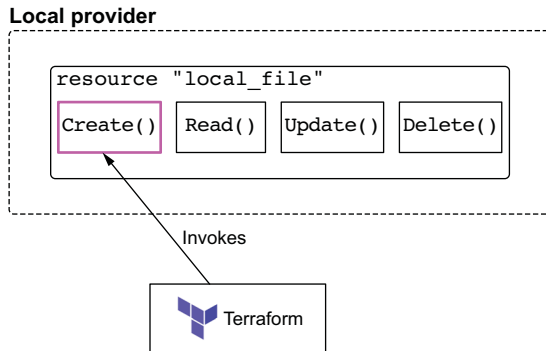 Local provider
resource "local_file"
Create() Read() Update() Delete()
Invokes
Terraform